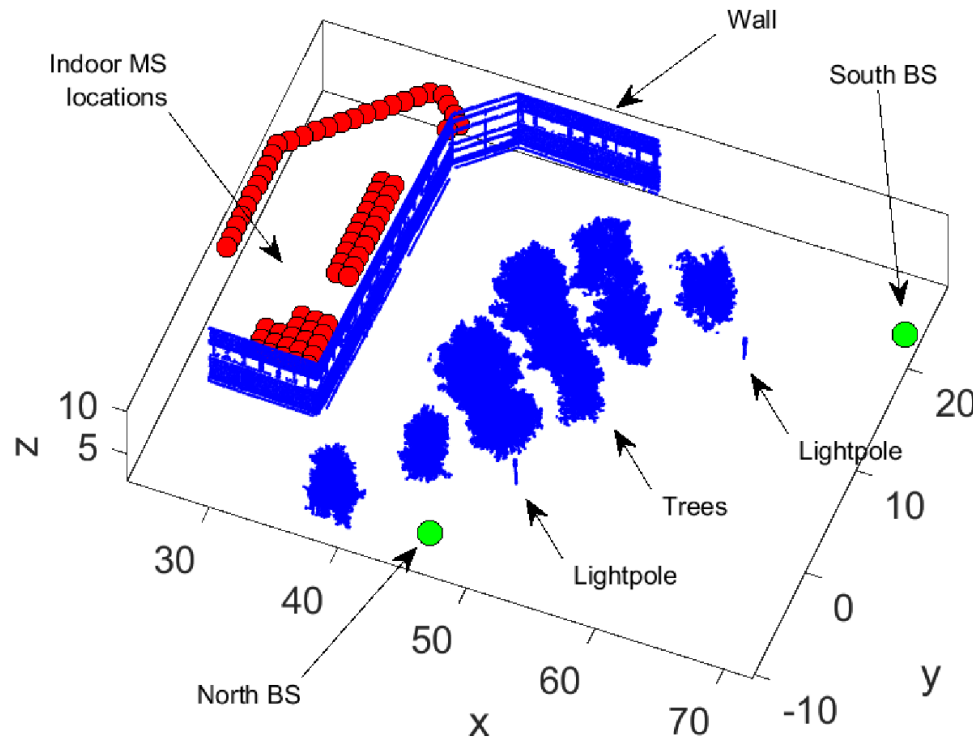 Wall
Indoor MS
locations
South BS
10
5
z
20
Lightpole
10
Trees
30
Lightpole
40
0
50
60
y
North BS
70
-10
x